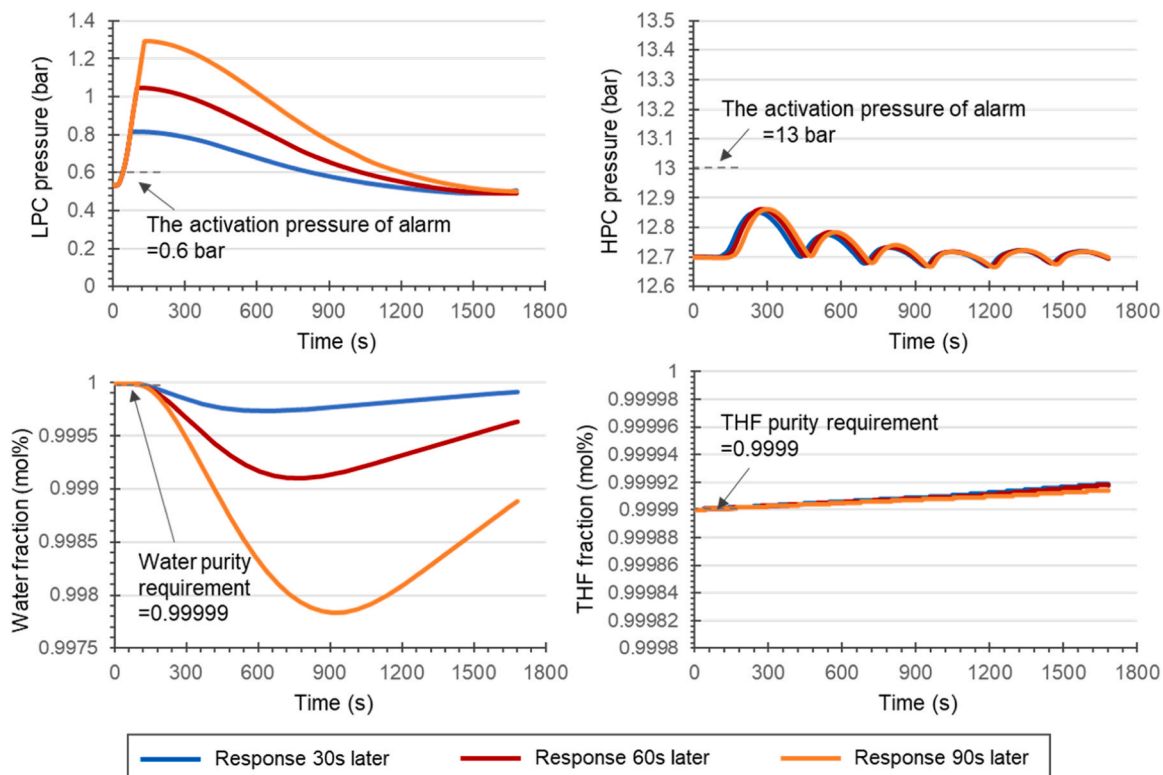 LPC pressure (bar)
1.4
1.2
1
0.8
0.6
0.4
0.2
0
The activation pressure of alarm
=0.6 bar
0 300 600 900 1200 1500 1800
Time (s)
HPC pressure (bar)
13.5
13.4
13.3
13.2
13.1
13
12.9
12.8
12.7
12.6
The activation pressure of alarm
=13 bar
0 300 600 900 1200 1500 1800
Time (s)
Water fraction (mol%)
1
0.9995
0.999
0.9985
0.998
0.9975
Water purity
requirement
=0.99999
0 300 600 900 1200 1500 1800
Time (s)
THF fraction (mol%)
1
0.99998
0.99996
0.99994
0.99992
0.9999
0.99988
0.99986
0.99984
0.99982
0.9998
THF purity requirement
=0.9999
0 300 600 900 1200 1500 1800
Time (s)
Response 30s later Response 60s later Response 90s later